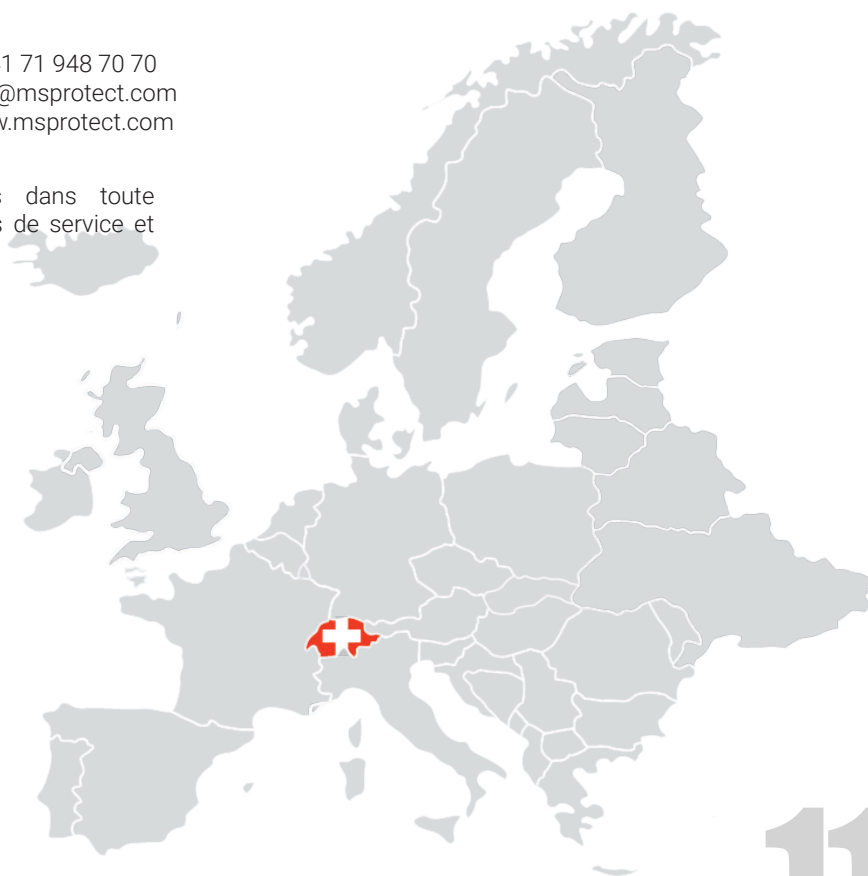 1 71 948 70 70
@msprotect.com
w.msprotect.com
dans toute
de service et
11